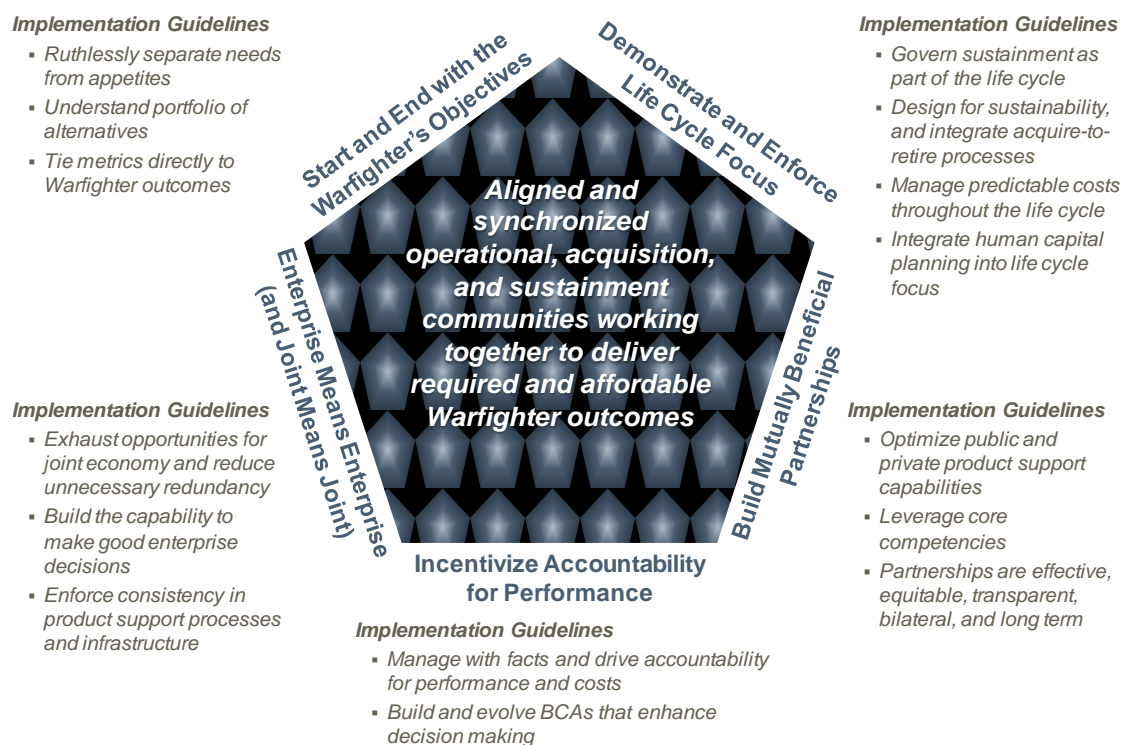 Implementation Guidelines
▪ Ruthlessly separate needs
from appetites
▪ Understand portfolio of
alternatives
▪ Tie metrics directly to
Warfighter outcomes
Start and End with the
Warfighter’s Objectives
Demonstrate and Enforce
Life Cycle Focus
Implementation Guidelines
▪ Govern sustainment as
part of the life cycle
▪ Design for sustainability,
and integrate acquire-to-
retire processes
▪ Manage predictable costs
throughout the life cycle
▪ Integrate human capital
planning into life cycle
focus
Aligned and
synchronized
operational, acquisition,
and sustainment
communities working
together to deliver
required and affordable
Warfighter outcomes
Enterprise Means Enterprise
(and Joint Means Joint)
Build Mutually Beneficial
Partnerships
Implementation Guidelines
▪ Exhaust opportunities for
joint economy and reduce
unnecessary redundancy
▪ Build the capability to
make good enterprise
decisions
▪ Enforce consistency in
product support processes
and infrastructure
Implementation Guidelines
▪ Optimize public and
private product support
capabilities
▪ Leverage core
competencies
▪ Partnerships are effective,
equitable, transparent,
bilateral, and long term
Incentivize Accountability
for Performance
Implementation Guidelines
▪ Manage with facts and drive accountability
for performance and costs
▪ Build and evolve BCAs that enhance
decision making